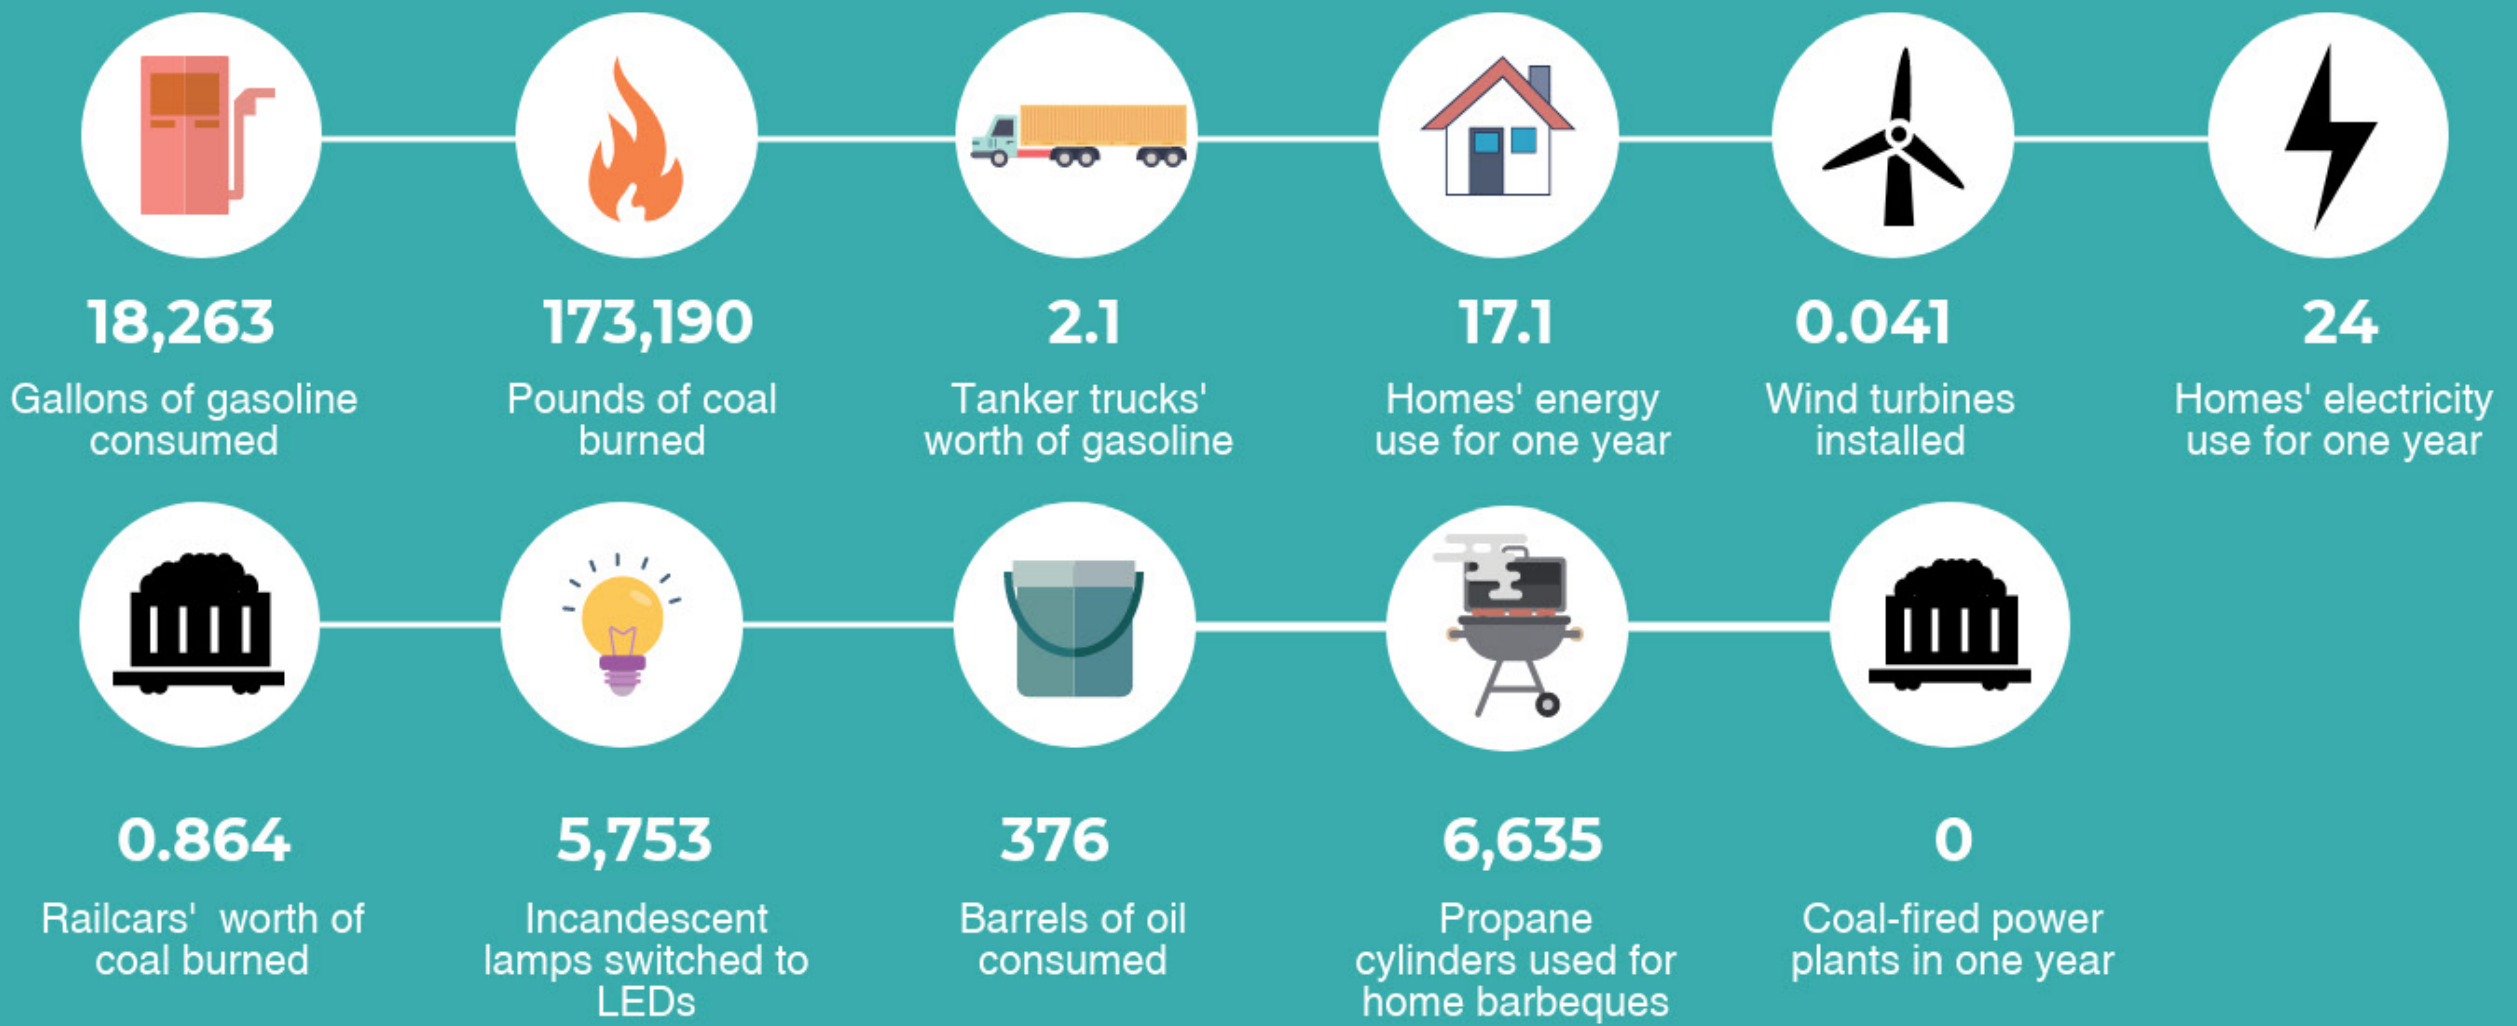 18,263
Gallons of gasoline
consumed
173,190
Pounds of coal
burned
2.1
Tanker trucks'
worth of gasoline
17.1
Homes' energy
use for one year
0.041
Wind turbines
installed
24
Homes' electricity
use for one year
0.864
Railcars' worth of
coal burned
5,753
Incandescent
lamps switched to
LEDs
376
Barrels of oil
consumed
6,635
Propane
cylinders used for
home barbeques
0
Coal-fired power
plants in one year